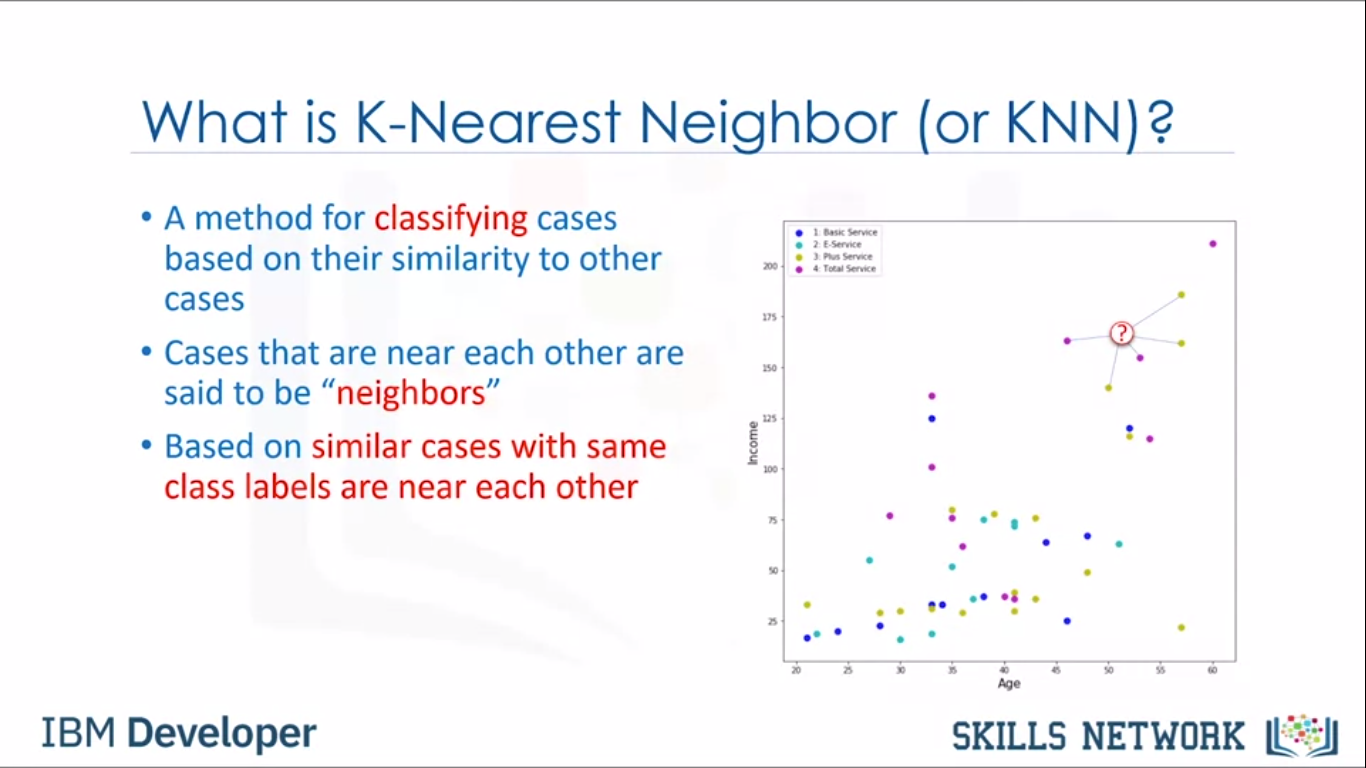 What is K-Nearest Neighbor (or KNN)?
• A method for classifying cases
based on their similarity to other
cases
• Cases that are near each other are
said to be “neighbors”
• Based on similar cases with same
class labels are near each other
1: Basic Service
2: E-Service
3: Plus Service
4: Total Service
?
200
175
150
125
100
75
50
25
Income
20 25 30 35 40 45 50 55 60
Age
IBM Developer
SKILLS NETWORK